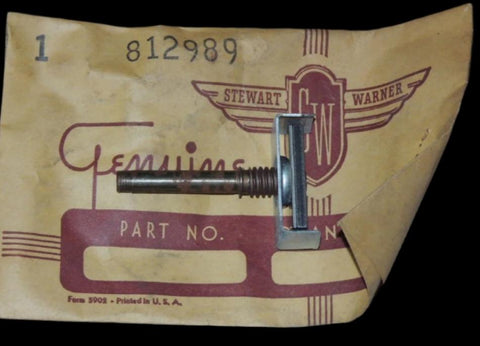 1 812989
STEWART WARNER
SW
Genuine
PART NO.
Form 5902 • Printed in U. S. A.